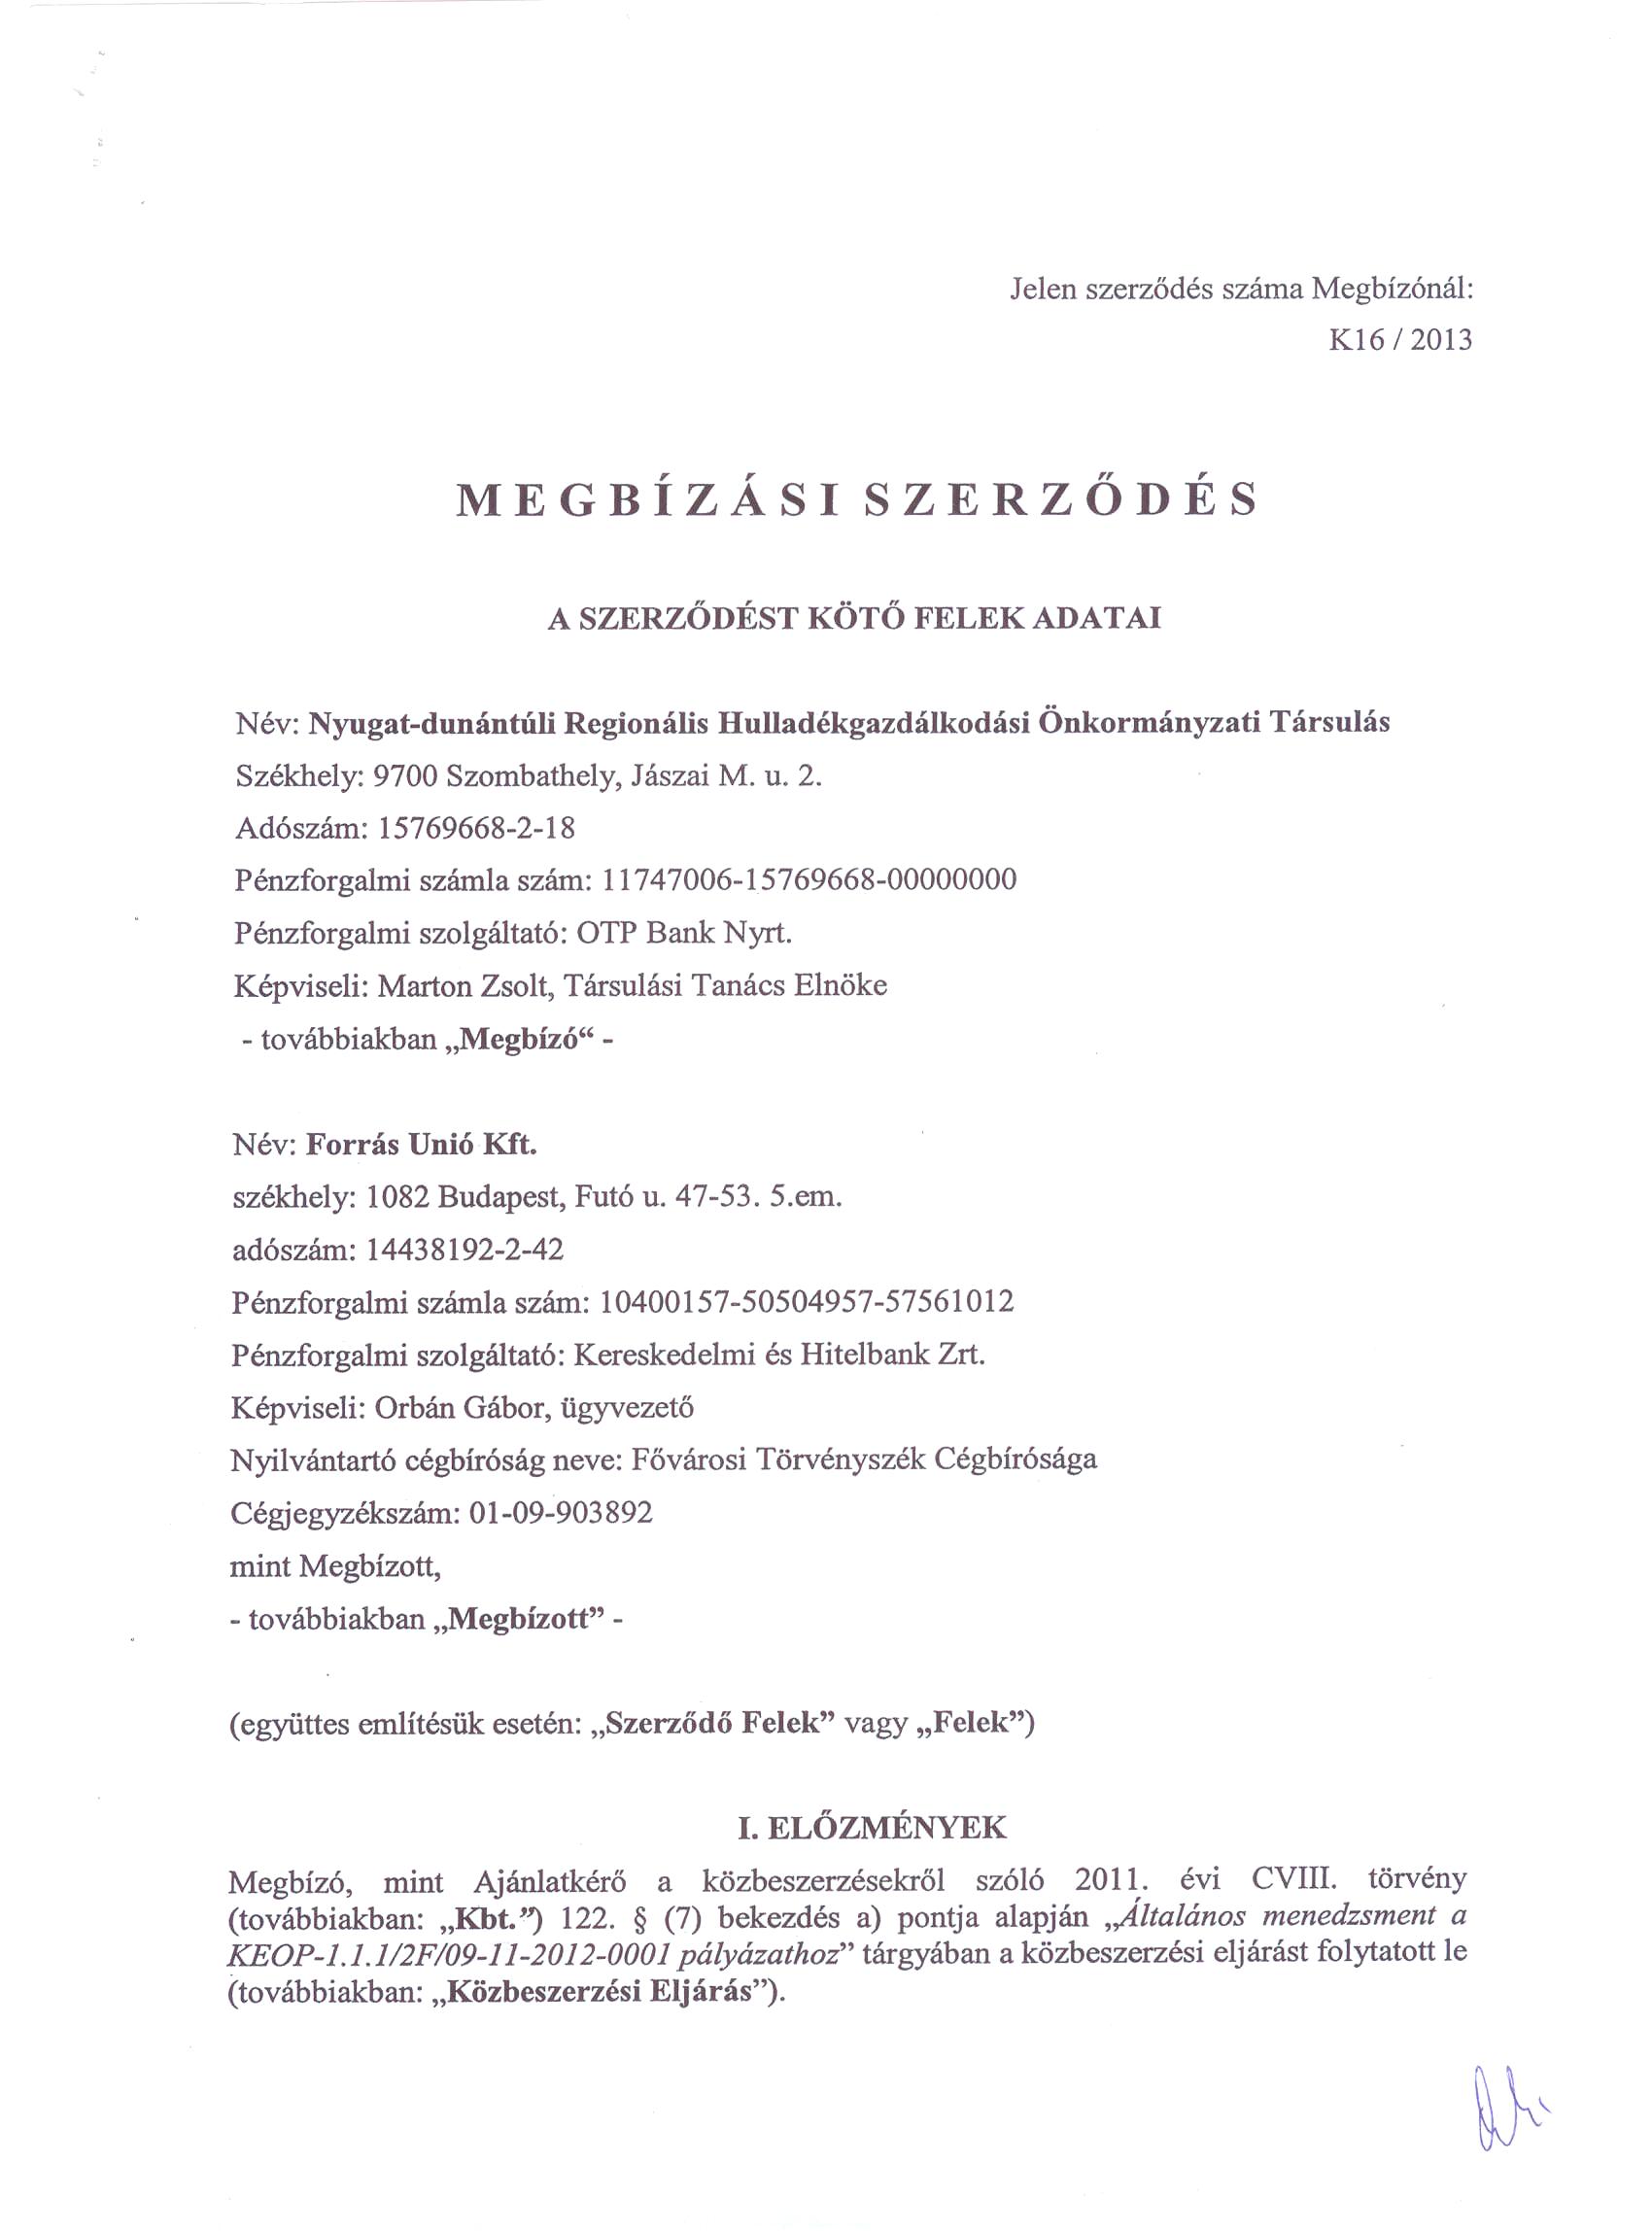 Jelen szerződés száma Megbízónál:
K16 / 2013
MEGBÍZÁSI SZERZŐDÉS
A SZERZŐDÉST KÖTŐ FELEK ADATAI
Név: Nyugat-dunántúli Regionális Hulladékgazdálkodási Önkormányzati Társulás
Székhely: 9700 Szombathely, Jászai M. u. 2.
Adószám: 15769668-2-18
Pénzforgalmi számla szám: 11747006-15769668-00000000
Pénzforgalmi szolgáltató: OTP Bank Nyrt.
Képviseli: Marton Zsolt, Társulási Tanács Elnöke
- továbbiakban „Megbízó“ -
Név: Forrás Unió Kft.
székhely: 1082 Budapest, Futó u. 47-53. 5.em.
adószám: 14438192-2-42
Pénzforgalmi számla szám: 10400157-50504957-57561012
Pénzforgalmi szolgáltató: Kereskedelmi és Hitelbank Zrt.
Képviseli: Orbán Gábor, ügyvezető
Nyilvántartó cégbíróság neve: Fővárosi Törvényszék Cégbírósága
Cégjegyzékszám: 01-09-903892
mint Megbízott,
- továbbiakban „Megbízott” -
(együttes említésük esetén: „Szerződő Felek” vagy „Felek”)
I. ELŐZMÉNYEK
Megbízó, mint Ajánlatkérő a közbeszerzésekről szóló 2011. évi CVIII. törvény
(továbbiakban: „Kbt.”) 122. § (7) bekezdés a) pontja alapján „Általános menedzsment a
KEOP-1.1.1/2F/09-11-2012-0001 pályázathoz” tárgyában a közbeszerzési eljárást folytatott le
(továbbiakban: „Közbeszerzési Eljárás”).